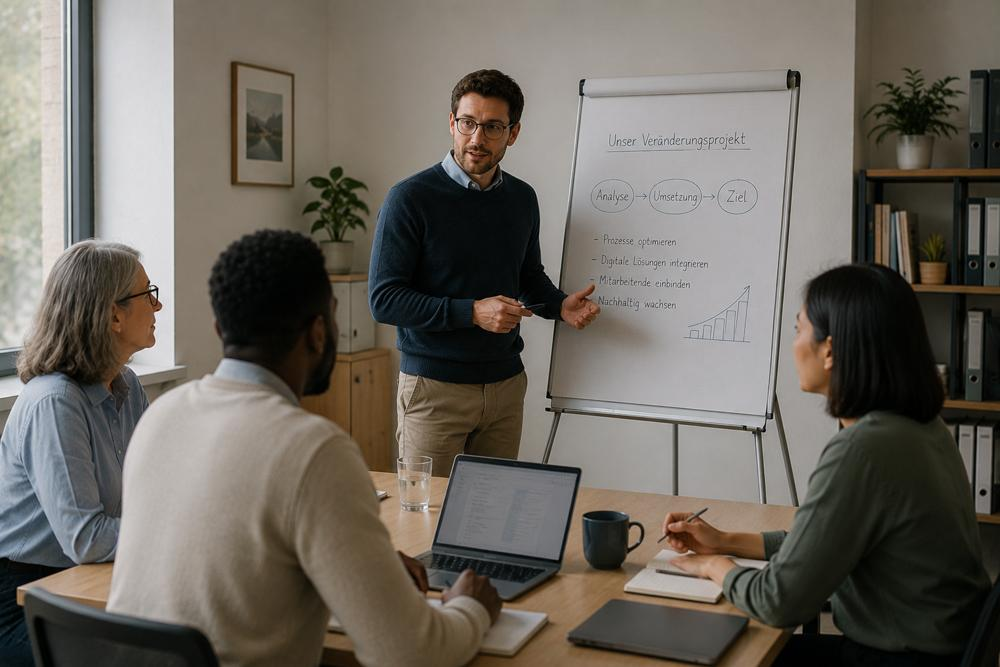 Unser Veränderungsprojekt
Analyse → Umsetzung → Ziel
- Prozesse optimieren
- Digitale Lösungen integrieren
- Mitarbeitende einbinden
- Nachhaltig wachsen